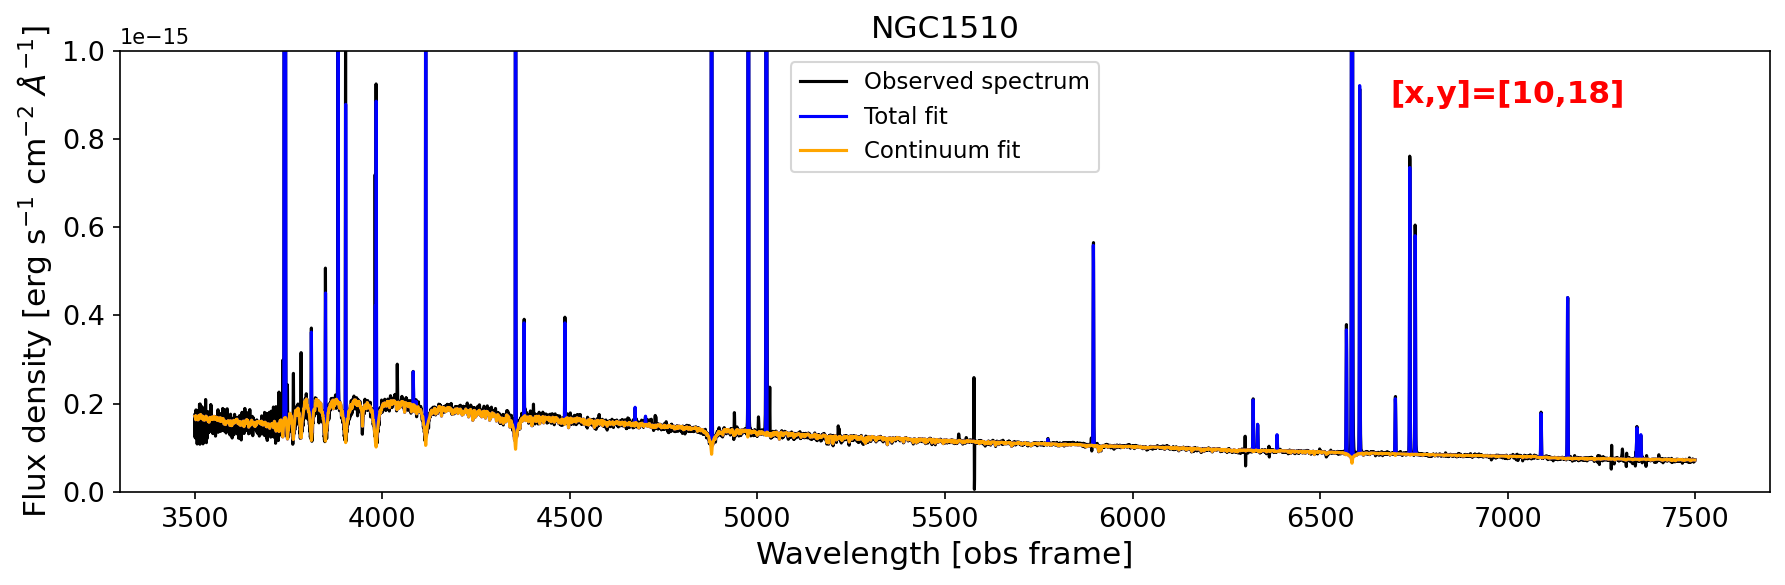 NGC1510
1e−15
Flux density [erg s⁻¹ cm⁻² Å⁻¹]
1.0
0.8
0.6
0.4
0.2
0.0
Observed spectrum
Total fit
Continuum fit
[x,y]=[10,18]
3500 4000 4500 5000 5500 6000 6500 7000 7500
Wavelength [obs frame]